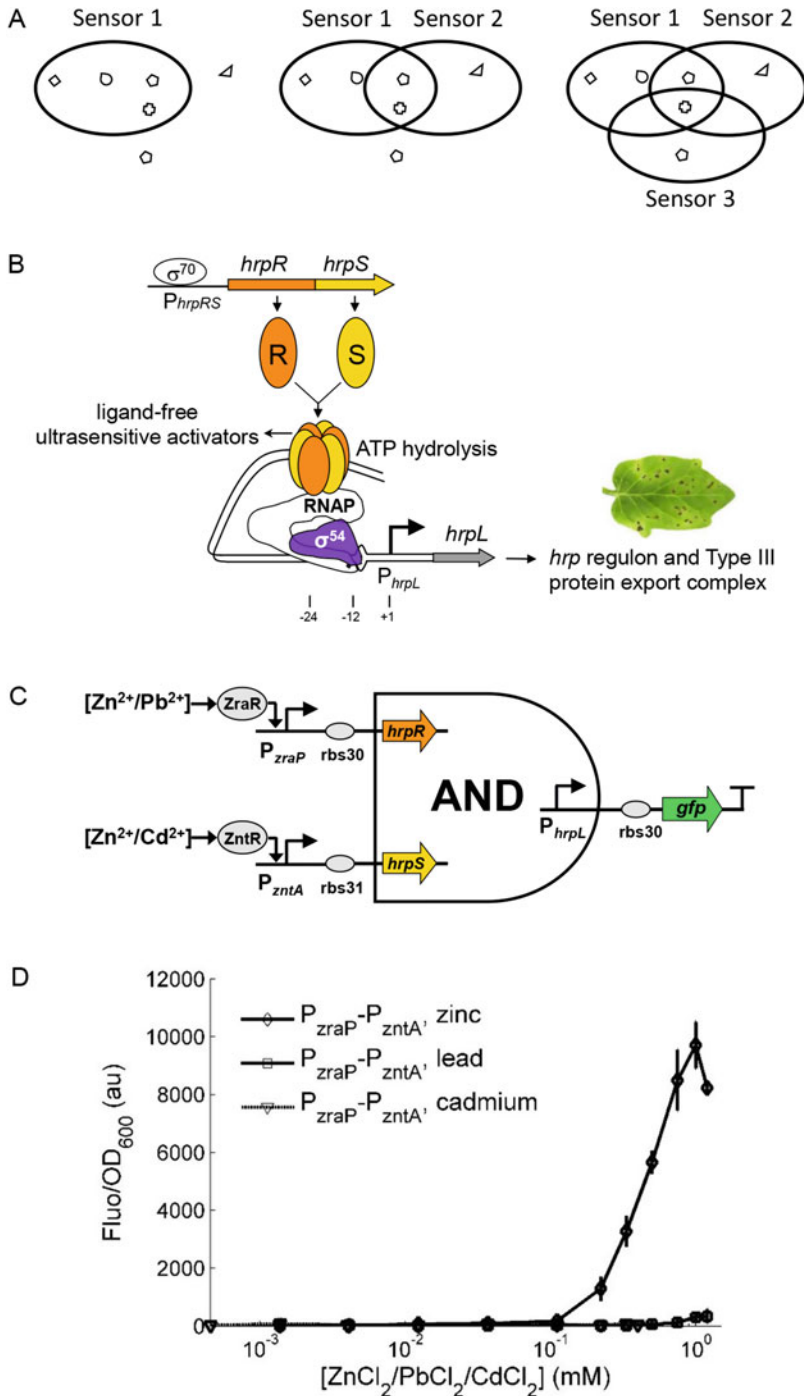 A
Sensor 1
Sensor 1 Sensor 2
Sensor 1 Sensor 2
Sensor 3
B
σ70
hrpR hrpS
PhrpRS
R S
ligand-free
ultrasensitive activators
ATP hydrolysis
RNAP
σ54
hrpL
PhrpL
-24 -12 +1
hrp regulon and Type III
protein export complex
C
[Zn2+/Pb2+] ZraR
PzraP rbs30 hrpR
AND
PhrpL rbs30 gfp
[Zn2+/Cd2+] ZntR
PzntA rbs31 hrpS
D
Fluo/OD600 (au)
12000
10000
8000
6000
4000
2000
0
PzraP-PzntA, zinc
PzraP-PzntA, lead
PzraP-PzntA, cadmium
10-3 10-2 10-1 100
[ZnCl2/PbCl2/CdCl2] (mM)